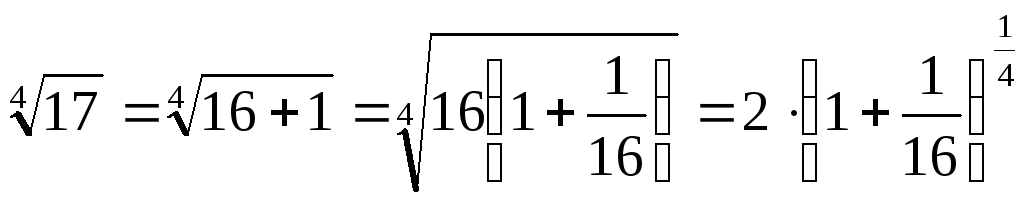 ∜17 = ∜16 + 1 = ∜16(1 + 1/16) = 2 · (1 + 1/16)^(1/4)